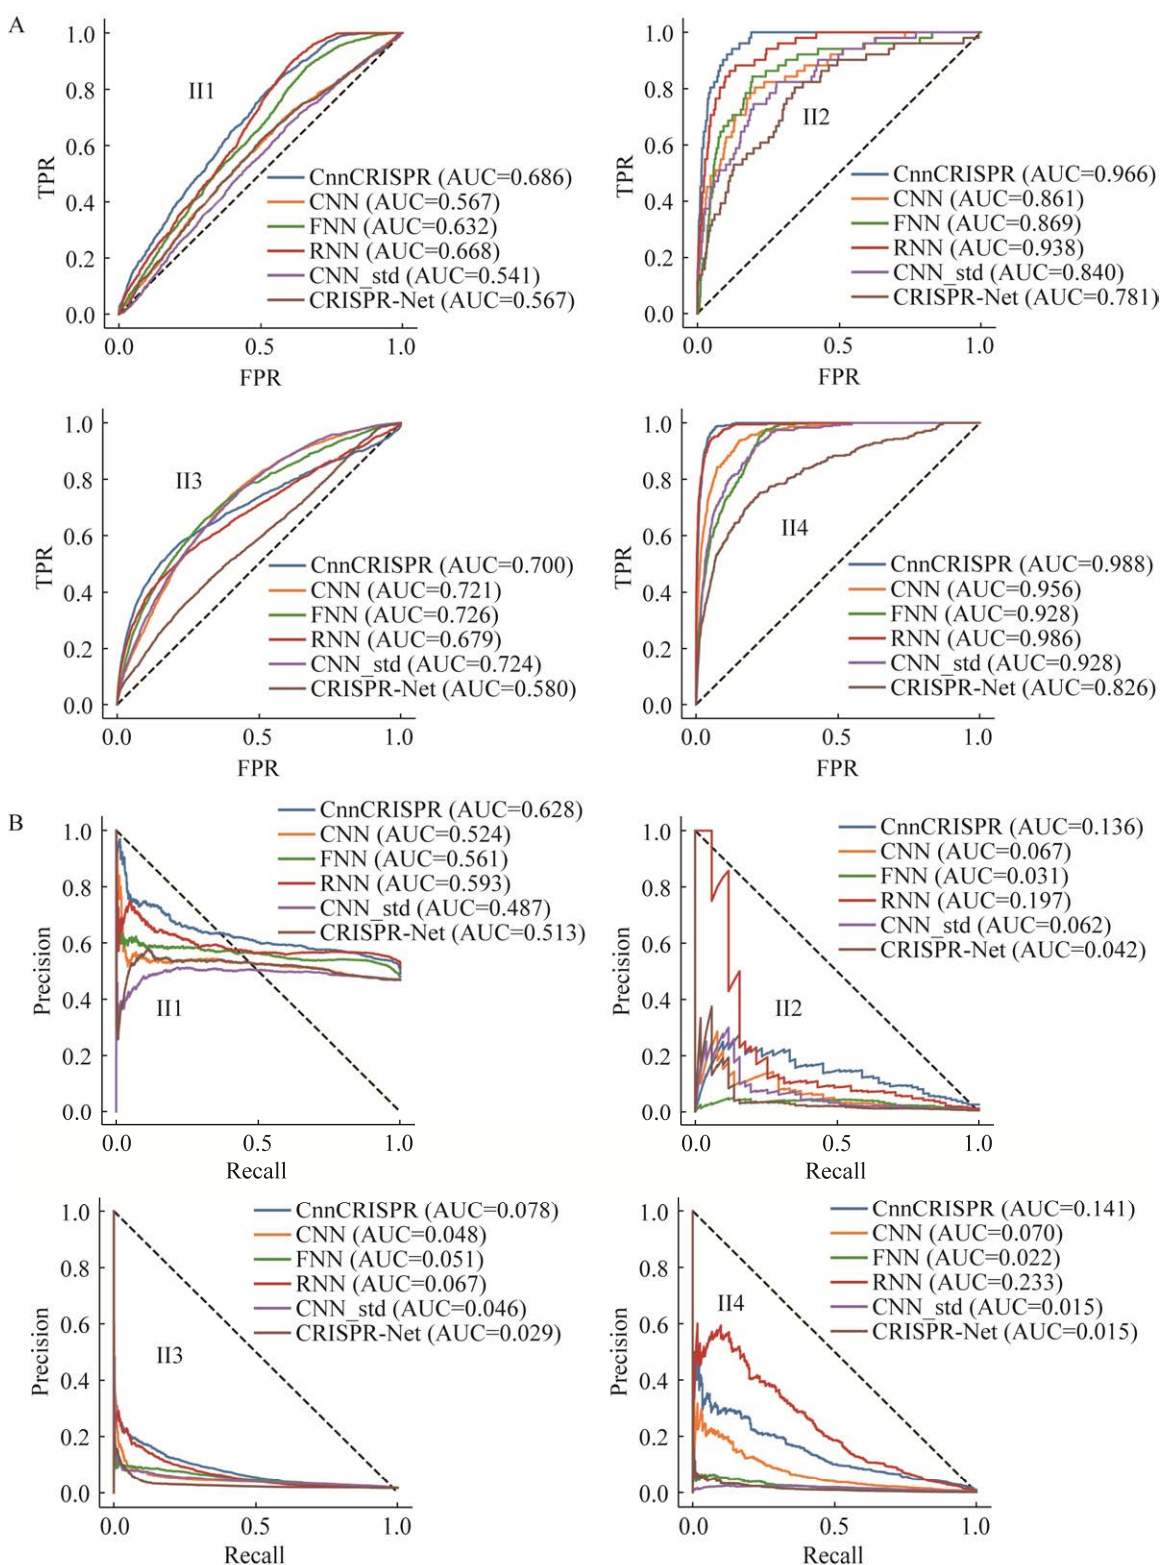 A
1.0
0.8
0.6
0.4
0.2
0.0
TPR
II1
CnnCRISPR (AUC=0.686)
CNN (AUC=0.567)
FNN (AUC=0.632)
RNN (AUC=0.668)
CNN_std (AUC=0.541)
CRISPR-Net (AUC=0.567)
0.0 0.5 1.0
FPR
1.0
0.8
0.6
0.4
0.2
0.0
TPR
II2
CnnCRISPR (AUC=0.966)
CNN (AUC=0.861)
FNN (AUC=0.869)
RNN (AUC=0.938)
CNN_std (AUC=0.840)
CRISPR-Net (AUC=0.781)
0.0 0.5 1.0
FPR
1.0
0.8
0.6
0.4
0.2
0.0
TPR
II3
CnnCRISPR (AUC=0.700)
CNN (AUC=0.721)
FNN (AUC=0.726)
RNN (AUC=0.679)
CNN_std (AUC=0.724)
CRISPR-Net (AUC=0.580)
0.0 0.5 1.0
FPR
1.0
0.8
0.6
0.4
0.2
0.0
TPR
II4
CnnCRISPR (AUC=0.988)
CNN (AUC=0.956)
FNN (AUC=0.928)
RNN (AUC=0.986)
CNN_std (AUC=0.928)
CRISPR-Net (AUC=0.826)
0.0 0.5 1.0
FPR
B
1.0
0.8
0.6
0.4
0.2
0.0
Precision
CnnCRISPR (AUC=0.628)
CNN (AUC=0.524)
FNN (AUC=0.561)
RNN (AUC=0.593)
CNN_std (AUC=0.487)
CRISPR-Net (AUC=0.513)
II1
0.0 0.5 1.0
Recall
1.0
0.8
0.6
0.4
0.2
0.0
Precision
CnnCRISPR (AUC=0.136)
CNN (AUC=0.067)
FNN (AUC=0.031)
RNN (AUC=0.197)
CNN_std (AUC=0.062)
CRISPR-Net (AUC=0.042)
II2
0.0 0.5 1.0
Recall
1.0
0.8
0.6
0.4
0.2
0.0
Precision
CnnCRISPR (AUC=0.078)
CNN (AUC=0.048)
FNN (AUC=0.051)
RNN (AUC=0.067)
CNN_std (AUC=0.046)
CRISPR-Net (AUC=0.029)
II3
0.0 0.5 1.0
Recall
1.0
0.8
0.6
0.4
0.2
0.0
Precision
CnnCRISPR (AUC=0.141)
CNN (AUC=0.070)
FNN (AUC=0.022)
RNN (AUC=0.233)
CNN_std (AUC=0.015)
CRISPR-Net (AUC=0.015)
II4
0.0 0.5 1.0
Recall